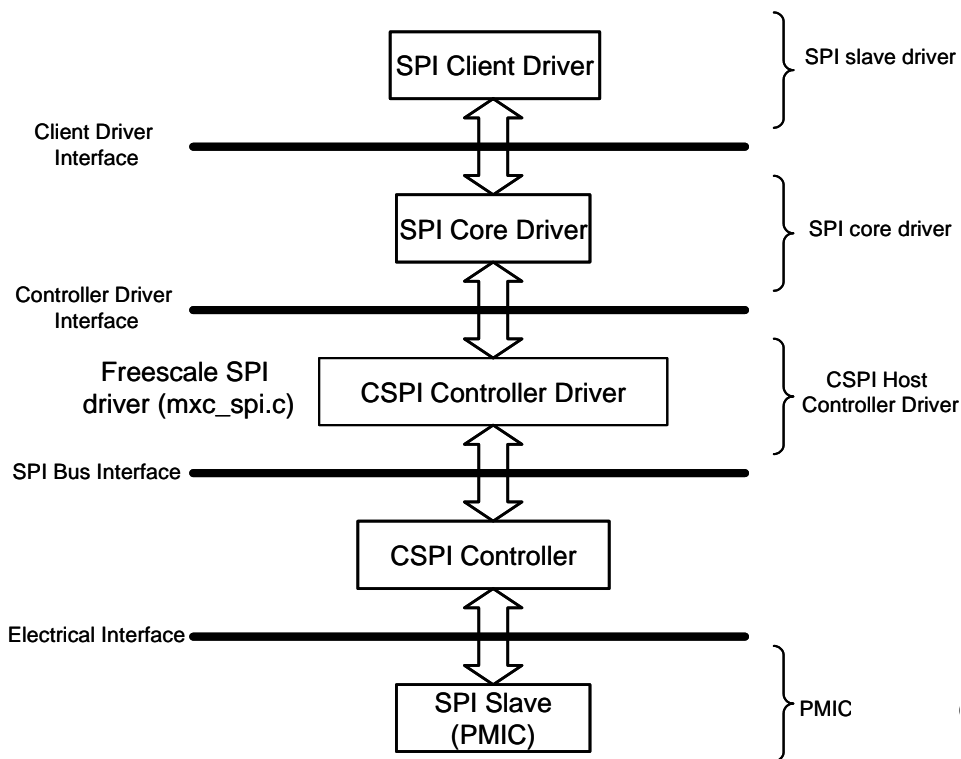 SPI Client Driver
SPI slave driver
Client Driver
Interface
SPI Core Driver
SPI core driver
Controller Driver
Interface
Freescale SPI
driver (mxc_spi.c)
CSPI Controller Driver
CSPI Host
Controller Driver
SPI Bus Interface
CSPI Controller
Electrical Interface
SPI Slave
(PMIC)
PMIC